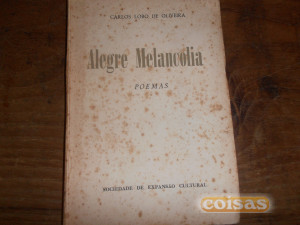 CARLOS LOBO DE OLIVEIRA
Alegre Melancolia
POEMAS
SOCIEDADE DE EXPANSÃO CULTURAL
coisas